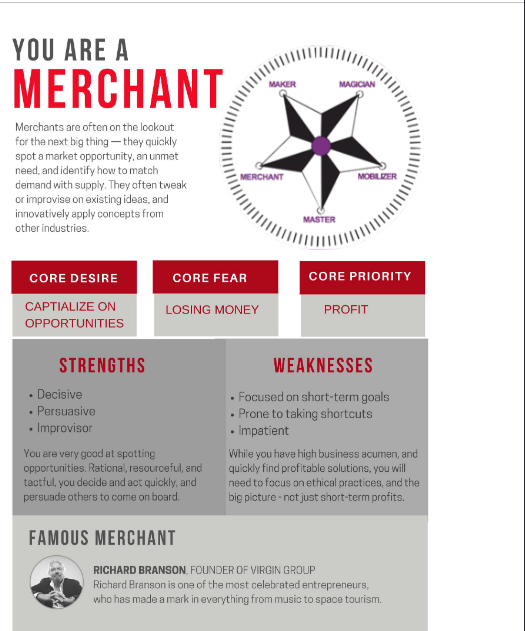 YOU ARE A
MERCHANT
Merchants are often on the lookout
for the next big thing — they quickly
spot a market opportunity, an unmet
need, and identify how to match
demand with supply. They often tweak
or improvise on existing ideas, and
innovatively apply concepts from
other industries.
MAKER
MAGICIAN
MERCHANT
MOBILIZER
MASTER
CORE DESIRE
CAPTIALIZE ON
OPPORTUNITIES
CORE FEAR
LOSING MONEY
CORE PRIORITY
PROFIT
STRENGTHS
• Decisive
• Persuasive
• Improvisor
You are very good at spotting
opportunities. Rational, resourceful, and
tactful, you decide and act quickly, and
persuade others to come on board.
WEAKNESSES
• Focused on short-term goals
• Prone to taking shortcuts
• Impatient
While you have high business acumen, and
quickly find profitable solutions, you will
need to focus on ethical practices, and the
big picture - not just short-term profits.
FAMOUS MERCHANT
RICHARD BRANSON, FOUNDER OF VIRGIN GROUP
Richard Branson is one of the most celebrated entrepreneurs,
who has made a mark in everything from music to space tourism.